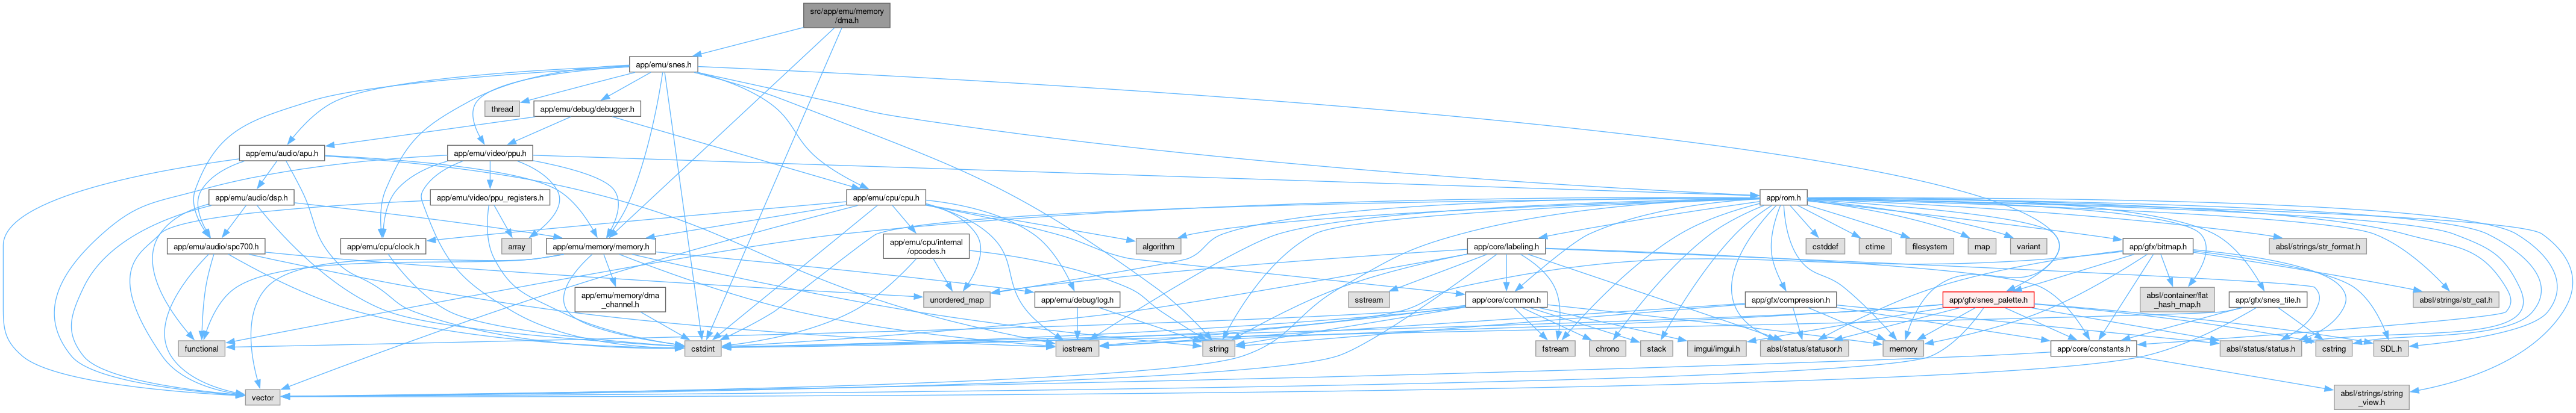 src/app/emu/memory
/dma.h
app/emu/snes.h
thread
app/emu/debug/debugger.h
app/emu/audio/apu.h
app/emu/video/ppu.h
app/emu/audio/dsp.h
app/emu/video/ppu_registers.h
app/emu/cpu/cpu.h
app/rom.h
app/emu/audio/spc700.h
app/emu/cpu/clock.h
array
app/emu/memory/memory.h
app/emu/cpu/internal
/opcodes.h
algorithm
app/core/labeling.h
cstddef
ctime
filesystem
map
variant
app/gfx/bitmap.h
absl/strings/str_format.h
app/emu/memory/dma
_channel.h
unordered_map
app/emu/debug/log.h
sstream
app/core/common.h
app/gfx/compression.h
app/gfx/snes_palette.h
absl/container/flat
_hash_map.h
app/gfx/snes_tile.h
absl/strings/str_cat.h
functional
cstdint
iostream
string
fstream
chrono
stack
imgui/imgui.h
absl/status/statusor.h
memory
app/core/constants.h
absl/status/status.h
cstring
SDL.h
vector
absl/strings/string
_view.h